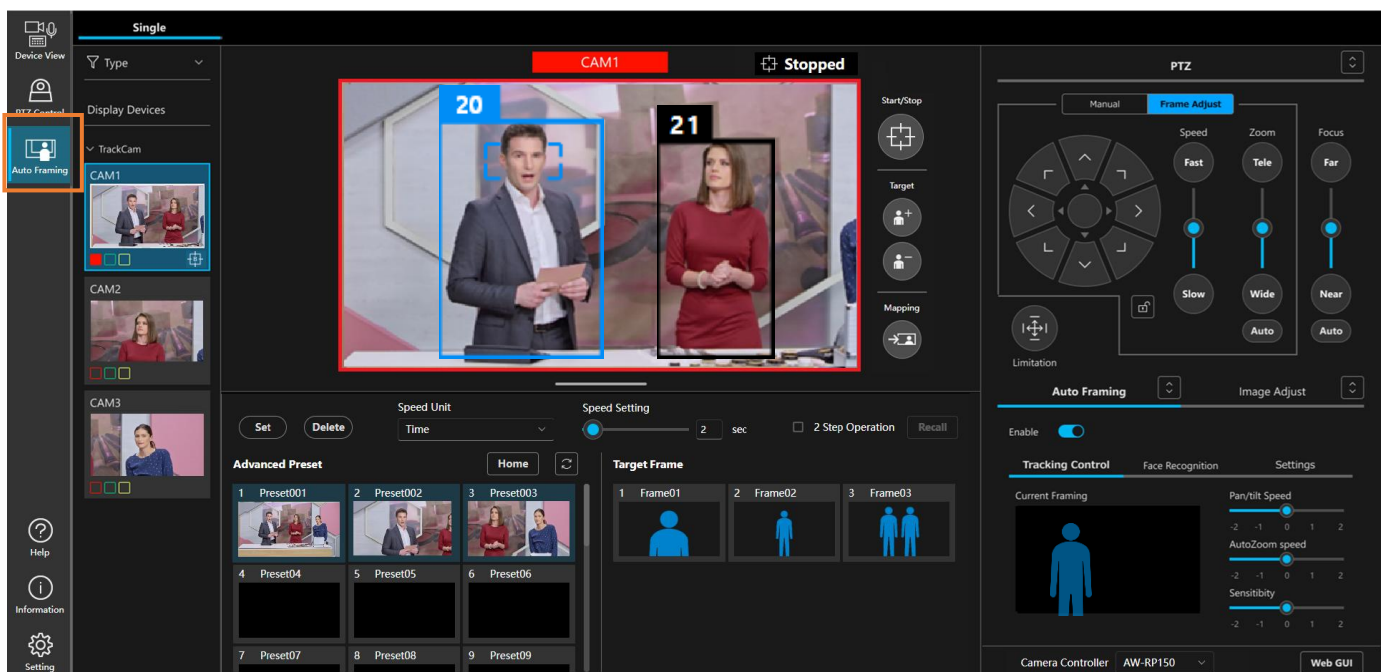 Single
Device View
PTZ Control
Auto Framing
Help
Information
Setting
Type
Display Devices
TrackCam
CAM1
CAM2
CAM3
CAM1
Stopped
20
21
Start/Stop
Target
Mapping
Set
Delete
Speed Unit
Time
Speed Setting
2 sec
2 Step Operation
Recall
Advanced Preset
Home
1 Preset001
2 Preset002
3 Preset003
4 Preset04
5 Preset05
6 Preset06
7 Preset07
8 Preset08
9 Preset09
Target Frame
1 Frame01
2 Frame02
3 Frame03
PTZ
Manual
Frame Adjust
Speed
Zoom
Focus
Fast
Tele
Far
Slow
Wide
Near
Auto
Auto
Limitation
Auto Framing
Image Adjust
Enable
Tracking Control
Face Recognition
Settings
Current Framing
Pan/tilt Speed
-2 -1 0 1 2
AutoZoom speed
-2 -1 0 1 2
Sensitibity
-2 -1 0 1 2
Camera Controller
AW-RP150
Web GUI